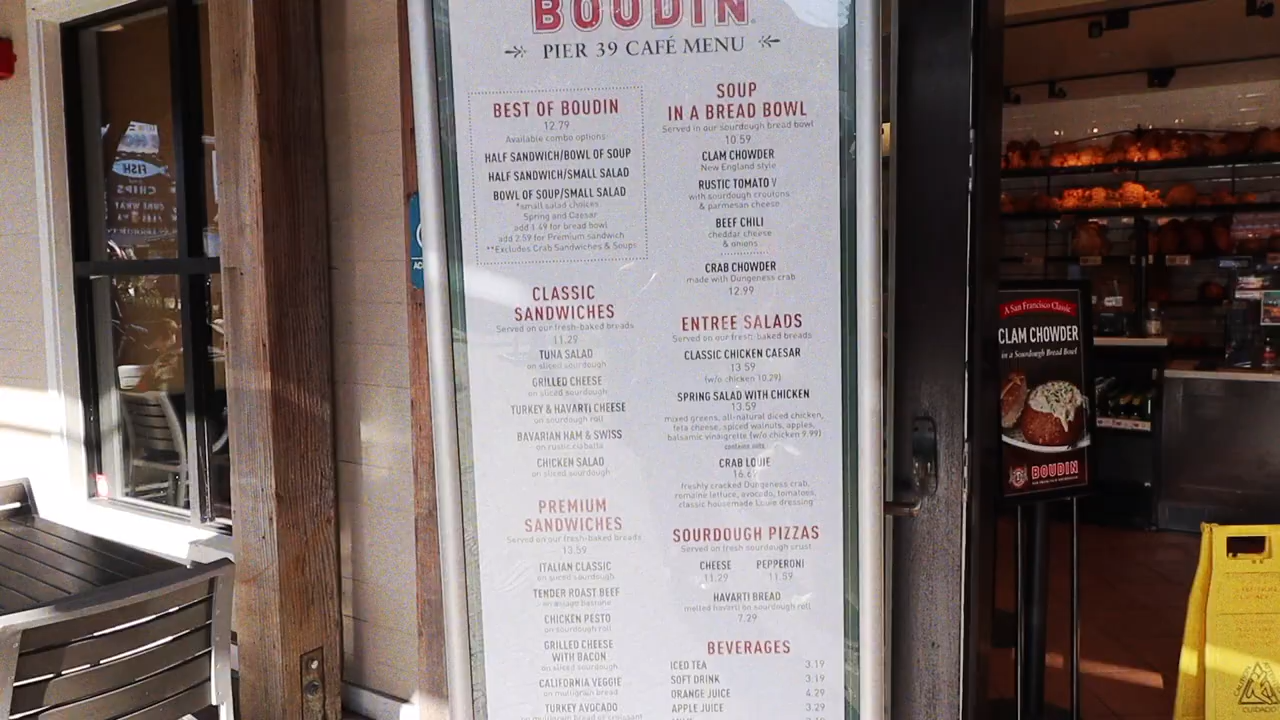 BOUDIN
PIER 39 CAFÉ MENU
BEST OF BOUDIN
12.79
Available combo options:
HALF SANDWICH/BOWL OF SOUP
HALF SANDWICH/SMALL SALAD
BOWL OF SOUP/SMALL SALAD
*small salad choices
Spring and Caesar
add 1.49 for bread bowl
add 2.59 for Premium sandwich
**Excludes Crab Sandwiches & Soups
CLASSIC
SANDWICHES
Served on our fresh-baked breads
11.29
TUNA SALAD
on sliced sourdough
GRILLED CHEESE
on sliced sourdough
TURKEY & HAVARTI CHEESE
on sourdough roll
BAVARIAN HAM & SWISS
on rustic ciabatta
CHICKEN SALAD
on sliced sourdough
PREMIUM
SANDWICHES
Served on our fresh-baked breads
13.59
ITALIAN CLASSIC
on sliced sourdough
TENDER ROAST BEEF
CHICKEN PESTO
on sourdough roll
GRILLED CHEESE
WITH BACON
on sliced sourdough
CALIFORNIA VEGGIE
on multigrain bread
TURKEY AVOCADO
on multigrain bread or croissant
SOUP
IN A BREAD BOWL
Served in our sourdough bread bowl
10.59
CLAM CHOWDER
New England style
RUSTIC TOMATO V
with sourdough croutons
& parmesan cheese
BEEF CHILI
cheddar cheese
& onions
CRAB CHOWDER
made with Dungeness crab
12.99
ENTREE SALADS
Served on our fresh-baked breads
CLASSIC CHICKEN CAESAR
13.59
(w/o chicken 10.29)
SPRING SALAD WITH CHICKEN
13.59
mixed greens, all-natural diced chicken,
feta cheese, spiced walnuts, apples,
balsamic vinaigrette (w/o chicken 9.99)
contains nuts
CRAB LOUIE
freshly cracked Dungeness crab,
romaine lettuce, avocado, tomatoes,
classic housemade Louie dressing
SOURDOUGH PIZZAS
Served on fresh sourdough crust
CHEESE PEPPERONI
11.29 11.59
HAVARTI BREAD
melted havarti on sourdough roll
7.29
BEVERAGES
ICED TEA 3.19
SOFT DRINK 3.19
ORANGE JUICE 4.29
APPLE JUICE 3.29
A San Francisco Classic
CLAM CHOWDER
in a Sourdough Bread Bowl
BOUDIN
FISH
CHIPS
CUIDADO